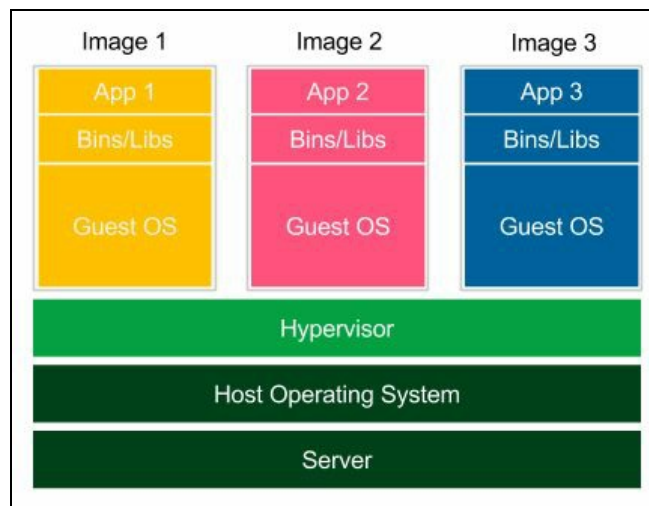 Image 1 Image 2 Image 3
App 1 App 2 App 3
Bins/Libs Bins/Libs Bins/Libs
Guest OS Guest OS Guest OS
Hypervisor
Host Operating System
Server